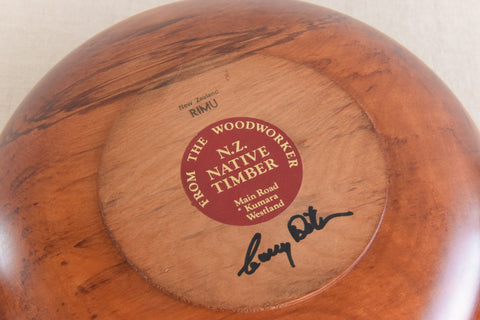 New Zealand
RIMU
FROM THE WOODWORKER
N.Z.
NATIVE
TIMBER
Main Road
• Kumara
Westland